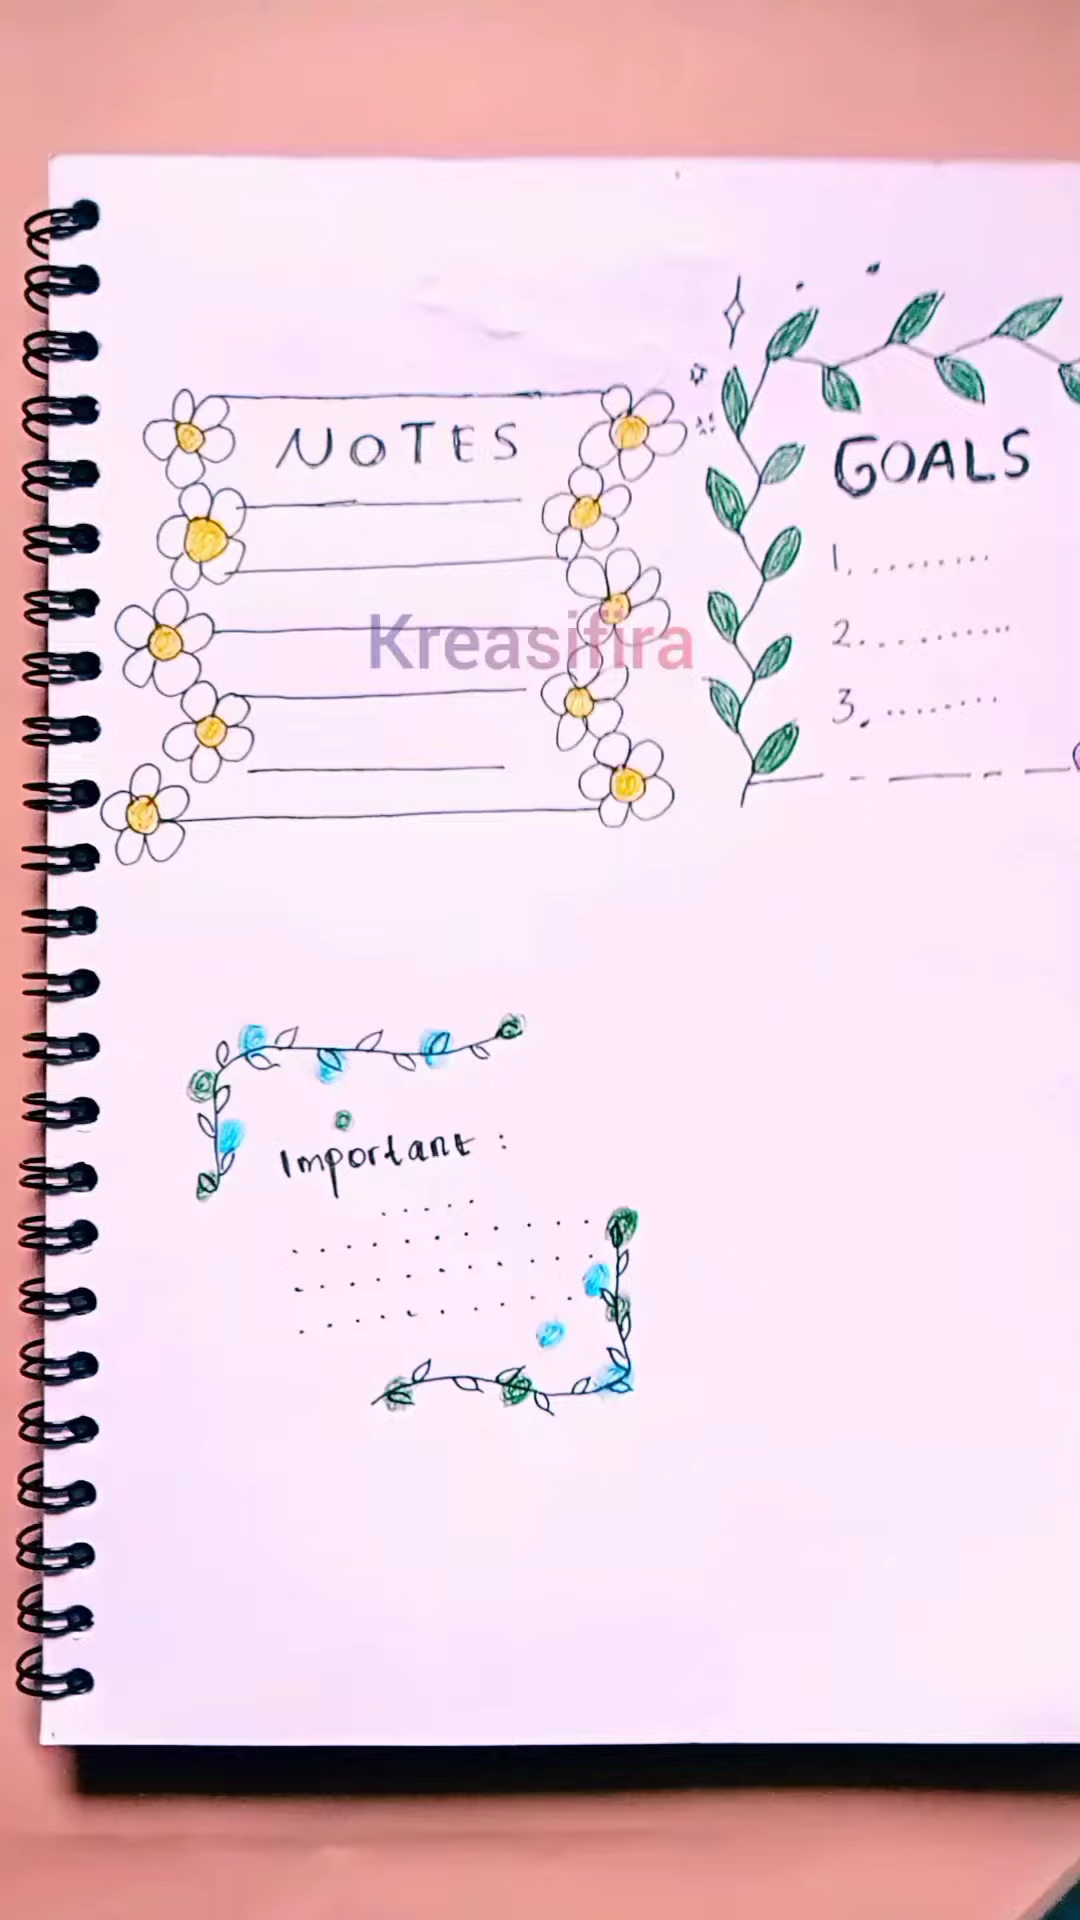 NOTES
Kreasifira
GOALS
1. .........
2. .........
3. ........
Important :